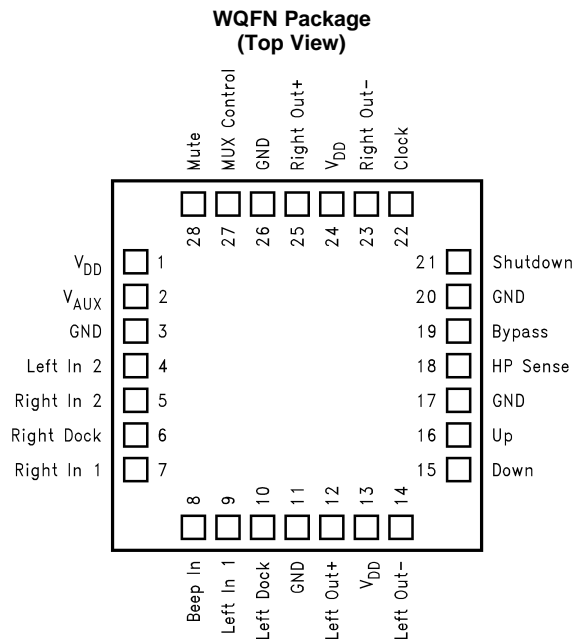 WQFN Package
(Top View)
Mute
MUX Control
GND
Right Out+
VDD
Right Out-
Clock
28
27
26
25
24
23
22
VDD 1
VAUX 2
GND 3
Left In 2 4
Right In 2 5
Right Dock 6
Right In 1 7
21 Shutdown
20 GND
19 Bypass
18 HP Sense
17 GND
16 Up
15 Down
8
9
10
11
12
13
14
Beep In
Left In 1
Left Dock
GND
Left Out+
VDD
Left Out-